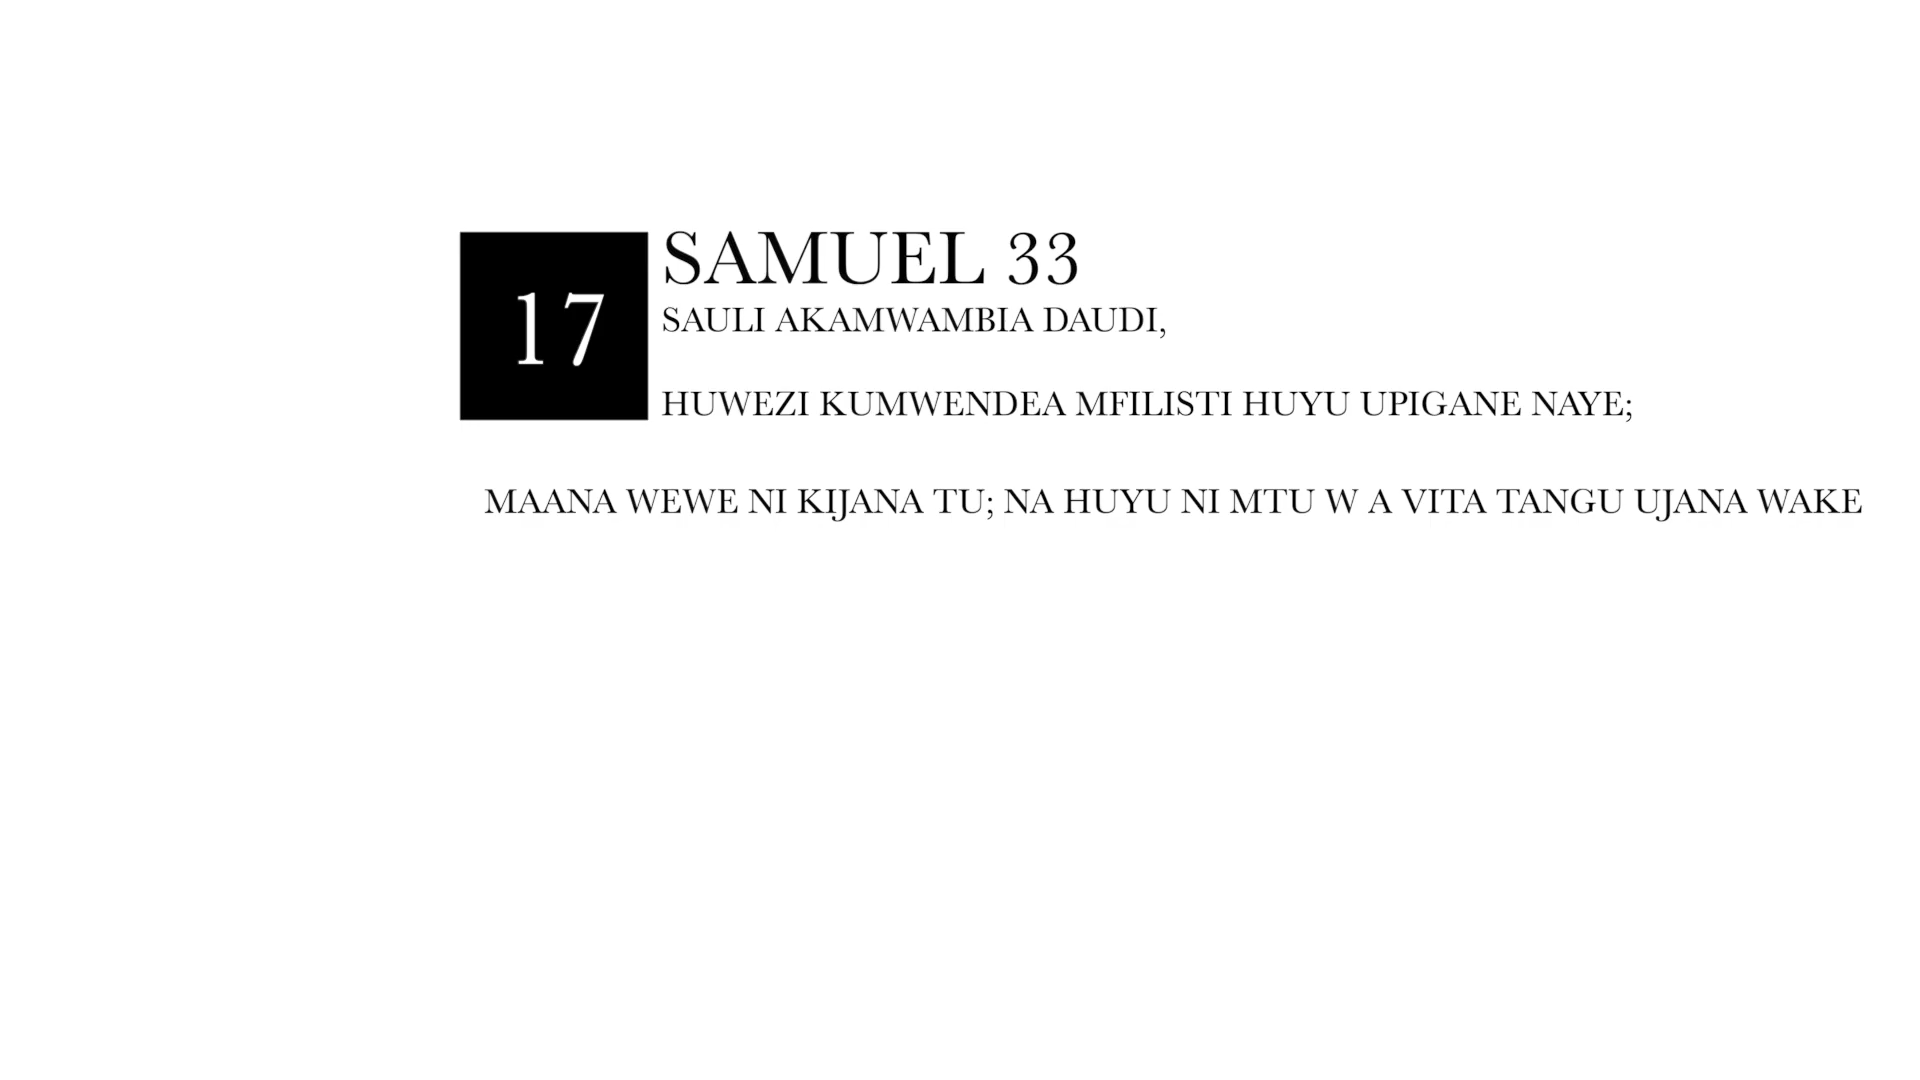 17
SAMUEL 33
SAULI AKAMWAMBIA DAUDI,
HUWEZI KUMWENDEA MFILISTI HUYU UPIGANE NAYE;
MAANA WEWE NI KIJANA TU; NA HUYU NI MTU W A VITA TANGU UJANA WAKE